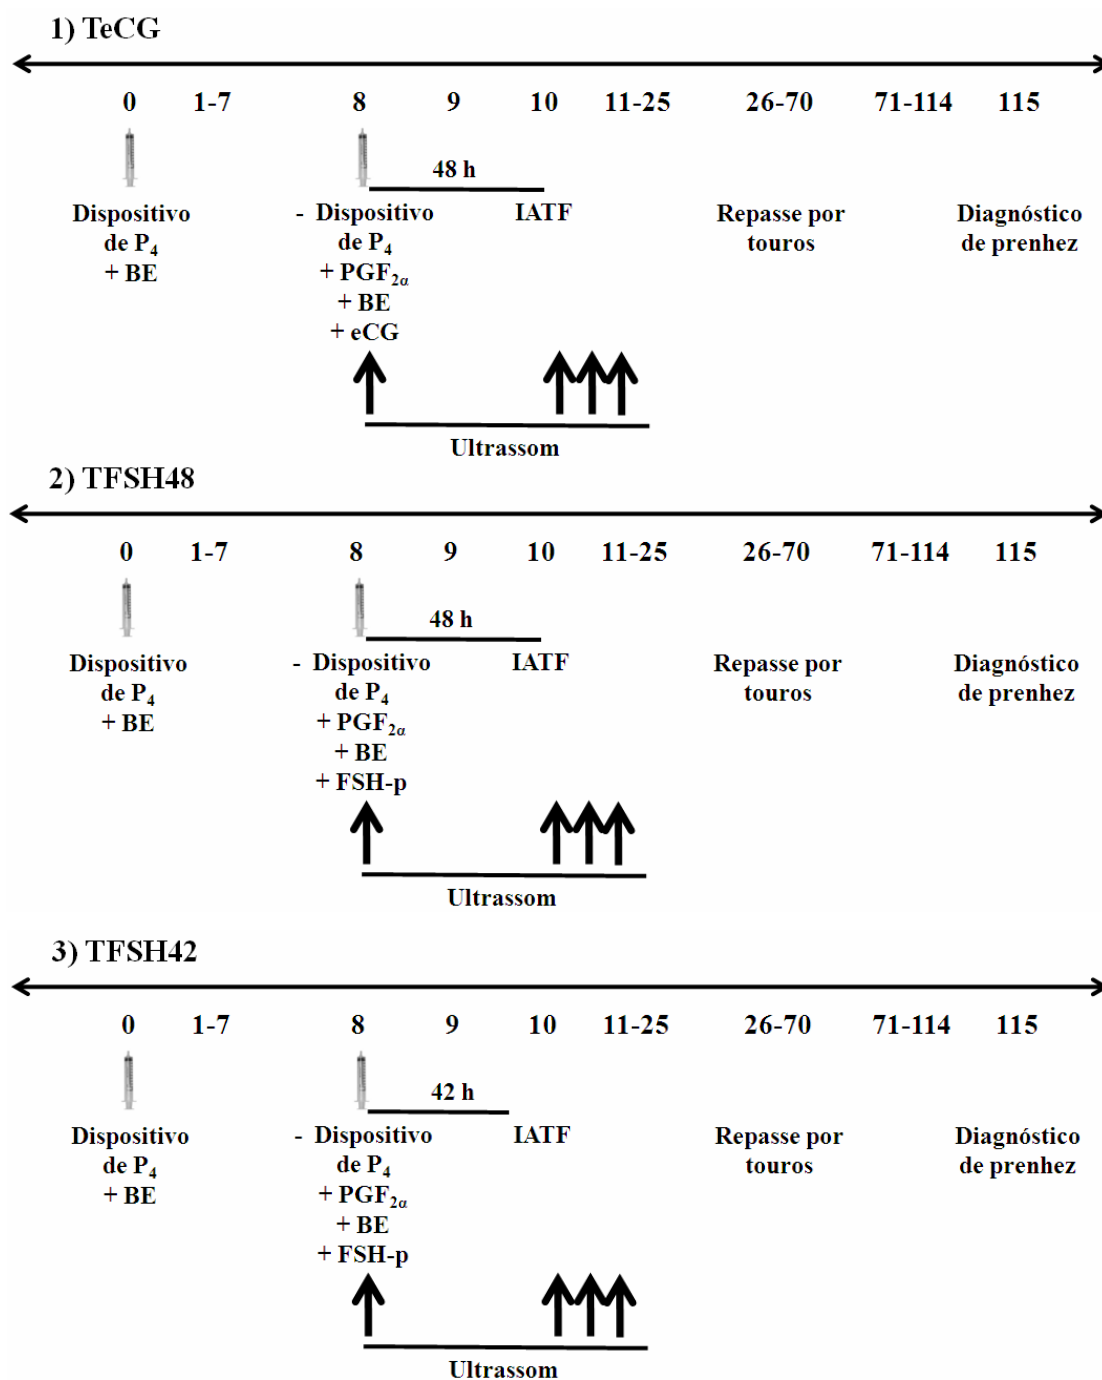 1) TeCG
0 1-7 8 9 10 11-25 26-70 71-114 115
48 h
Dispositivo - Dispositivo IATF Repasse por Diagnóstico
de P4 de P4 touros de prenhez
+ BE + PGF2α
+ BE
+ eCG
Ultrassom
2) TFSH48
0 1-7 8 9 10 11-25 26-70 71-114 115
48 h
Dispositivo - Dispositivo IATF Repasse por Diagnóstico
de P4 de P4 touros de prenhez
+ BE + PGF2α
+ BE
+ FSH-p
Ultrassom
3) TFSH42
0 1-7 8 9 10 11-25 26-70 71-114 115
42 h
Dispositivo - Dispositivo IATF Repasse por Diagnóstico
de P4 de P4 touros de prenhez
+ BE + PGF2α
+ BE
+ FSH-p
Ultrassom